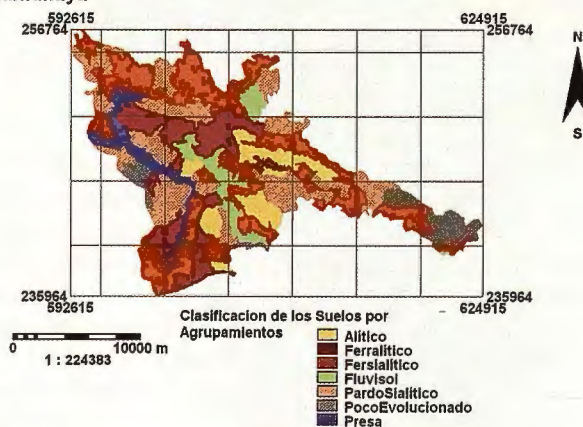 592615 624915
256764 256764
N
S
235964 235964
592615 624915
Clasificacion de los Suelos por
Agrupamientos
0 10000 m
1 : 224383
Alitico
Ferralitico
Fersialitico
Fluvisol
PardoSialitico
PocoEvolucionado
Presa